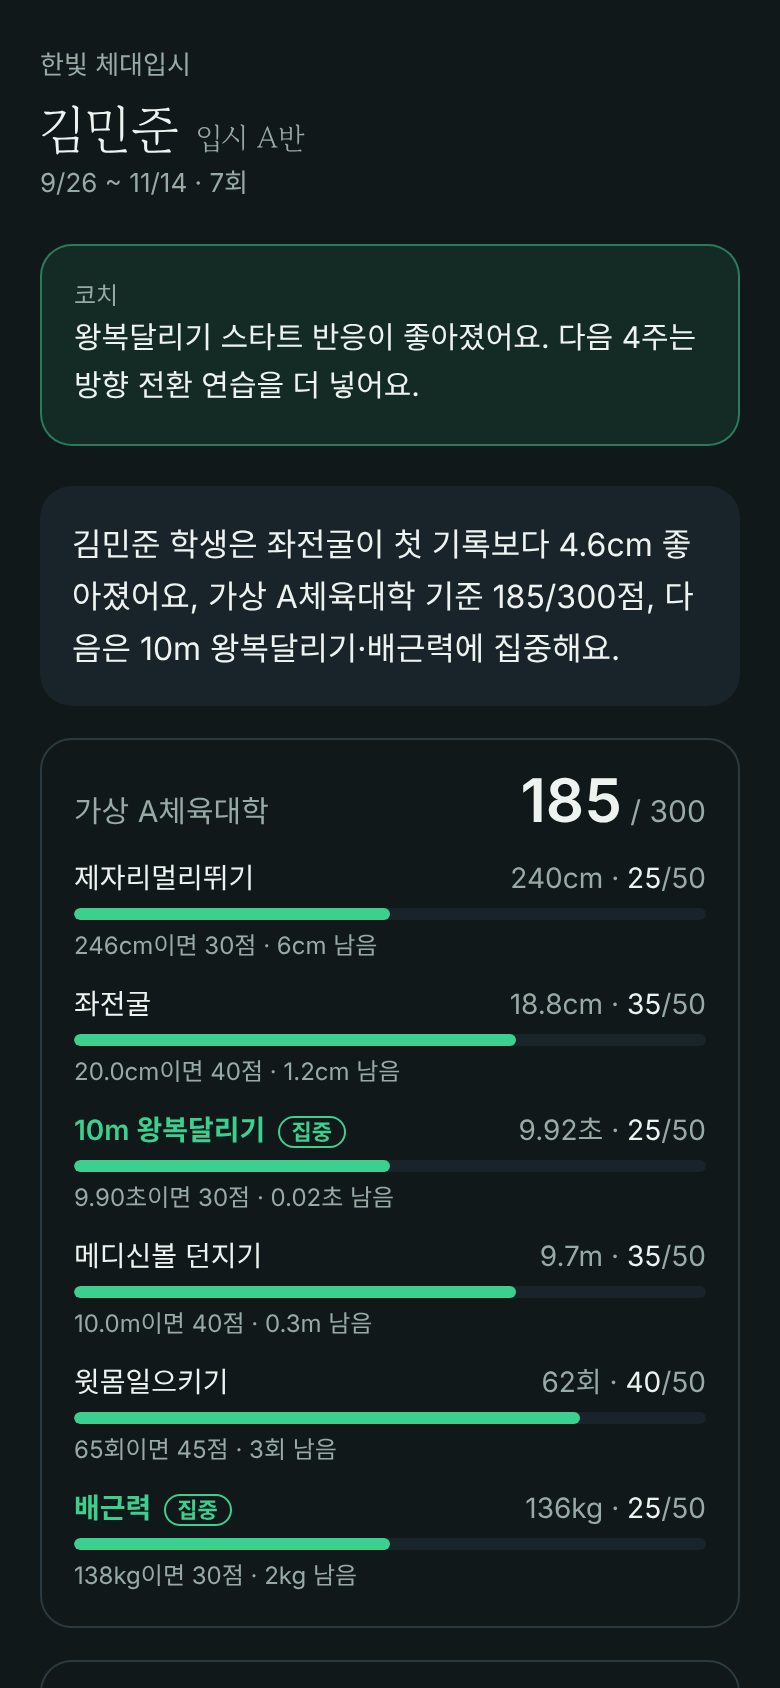 한빛 체대입시
김민준 입시 A반
9/26 ~ 11/14 · 7회
코치
왕복달리기 스타트 반응이 좋아졌어요. 다음 4주는
방향 전환 연습을 더 넣어요.
김민준 학생은 좌전굴이 첫 기록보다 4.6cm 좋
아졌어요, 가상 A체육대학 기준 185/300점, 다
음은 10m 왕복달리기·배근력에 집중해요.
가상 A체육대학 185 / 300
제자리멀리뛰기 240cm · 25/50
246cm이면 30점 · 6cm 남음
좌전굴 18.8cm · 35/50
20.0cm이면 40점 · 1.2cm 남음
10m 왕복달리기 집중 9.92초 · 25/50
9.90초이면 30점 · 0.02초 남음
메디신볼 던지기 9.7m · 35/50
10.0m이면 40점 · 0.3m 남음
윗몸일으키기 62회 · 40/50
65회이면 45점 · 3회 남음
배근력 집중 136kg · 25/50
138kg이면 30점 · 2kg 남음